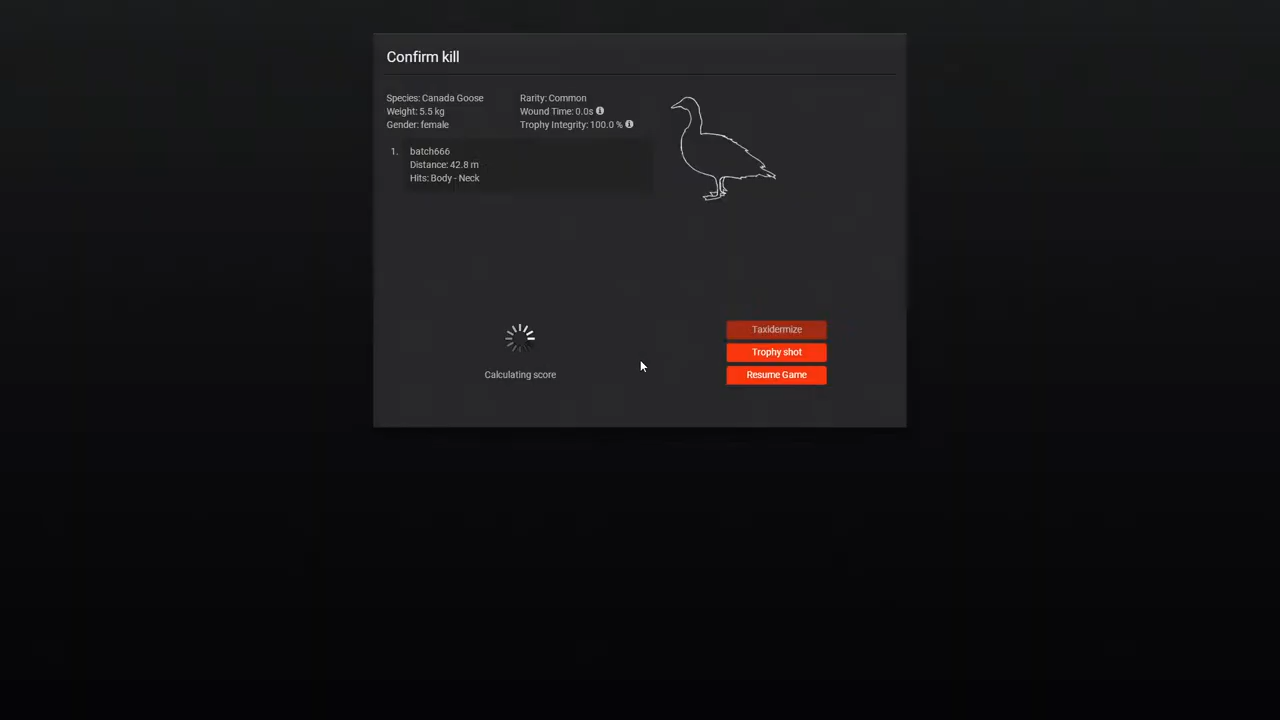 Confirm kill
Species: Canada Goose
Weight: 5.5 kg
Gender: female
Rarity: Common
Wound Time: 0.0s
Trophy Integrity: 100.0 %
1. batch666
Distance: 42.8 m
Hits: Body - Neck
Calculating score
Taxidermize
Trophy shot
Resume Game